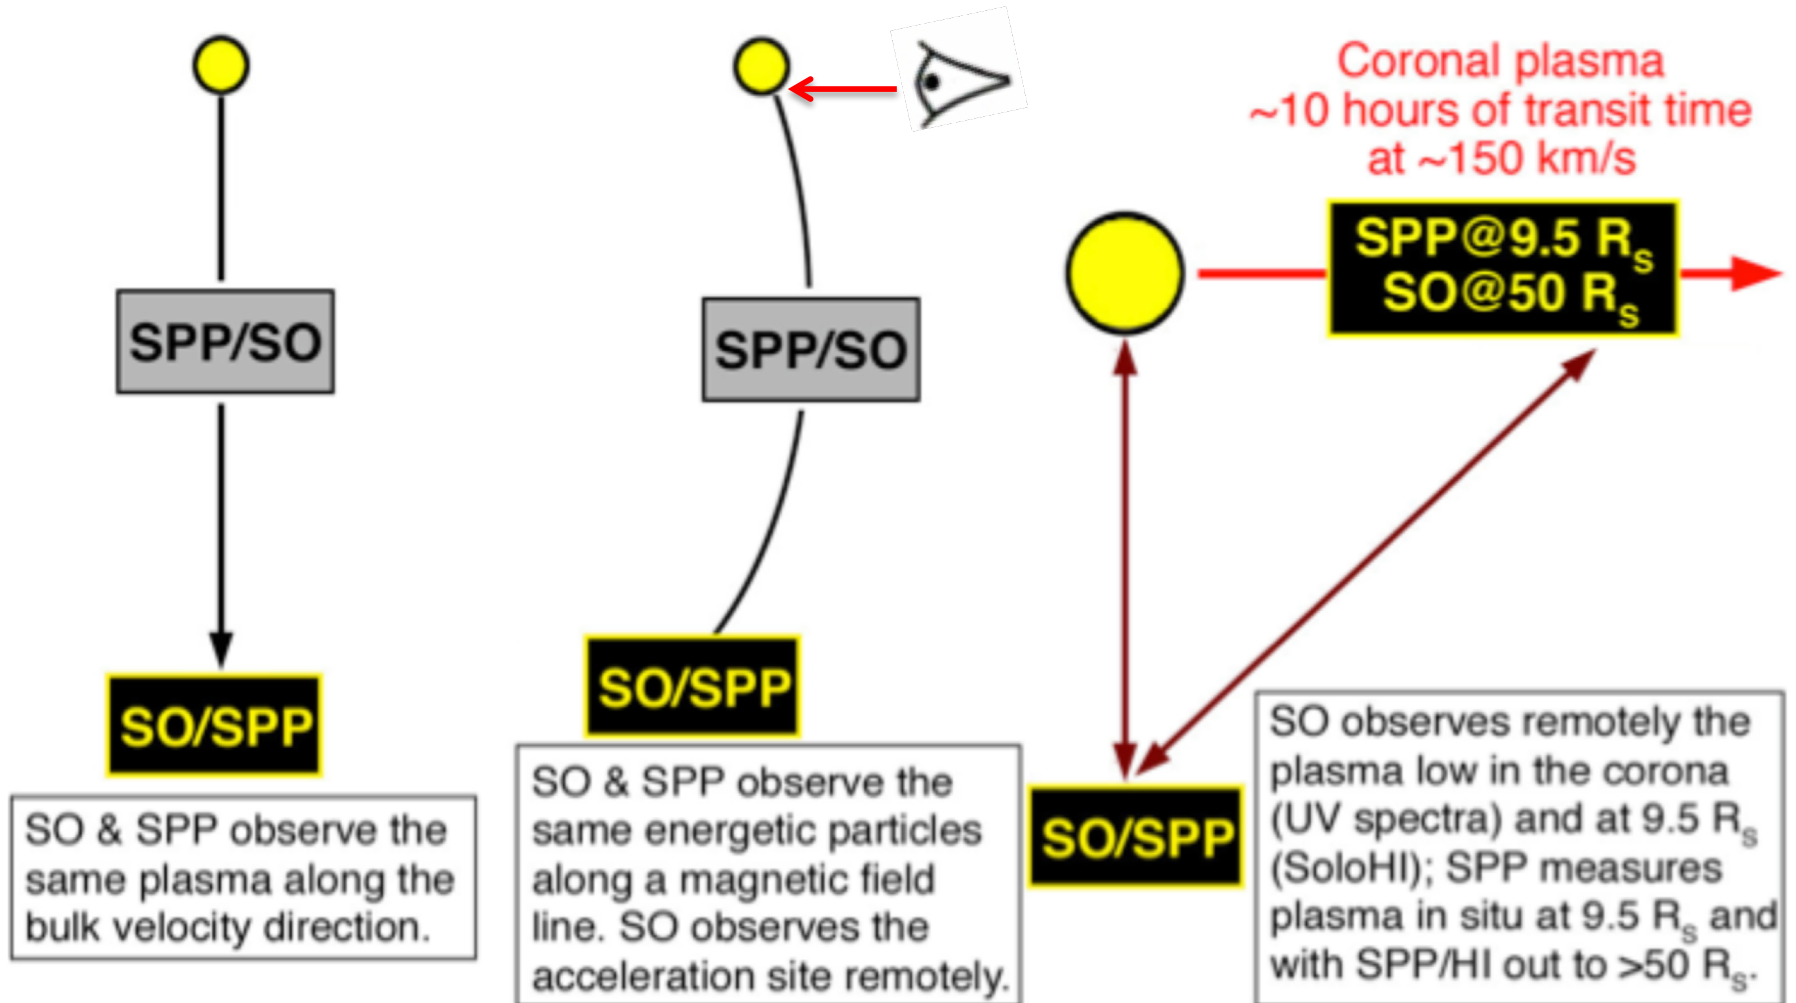 SPP/SO
SO/SPP
SO & SPP observe the
same plasma along the
bulk velocity direction.
SPP/SO
SO/SPP
SO & SPP observe the
same energetic particles
along a magnetic field
line. SO observes the
acceleration site remotely.
Coronal plasma
~10 hours of transit time
at ~150 km/s
SPP@9.5 Rs
SO@50 Rs
SO/SPP
SO observes remotely the
plasma low in the corona
(UV spectra) and at 9.5 Rs
(SoloHI); SPP measures
plasma in situ at 9.5 Rs and
with SPP/HI out to >50 Rs.